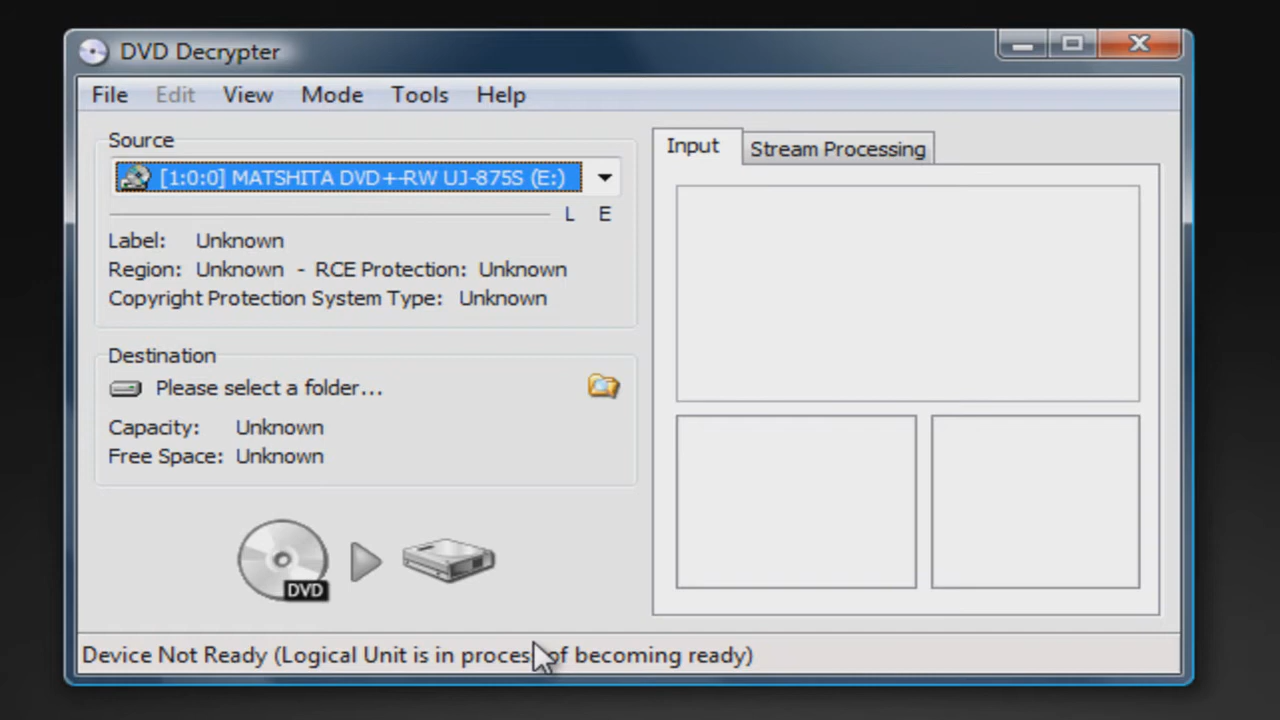 DVD Decrypter
File Edit View Mode Tools Help
Source
[1:0:0] MATSHITA DVD+-RW UJ-875S (E:)
L E
Label: Unknown
Region: Unknown - RCE Protection: Unknown
Copyright Protection System Type: Unknown
Destination
Please select a folder...
Capacity: Unknown
Free Space: Unknown
DVD
Input Stream Processing
Device Not Ready (Logical Unit is in process of becoming ready)